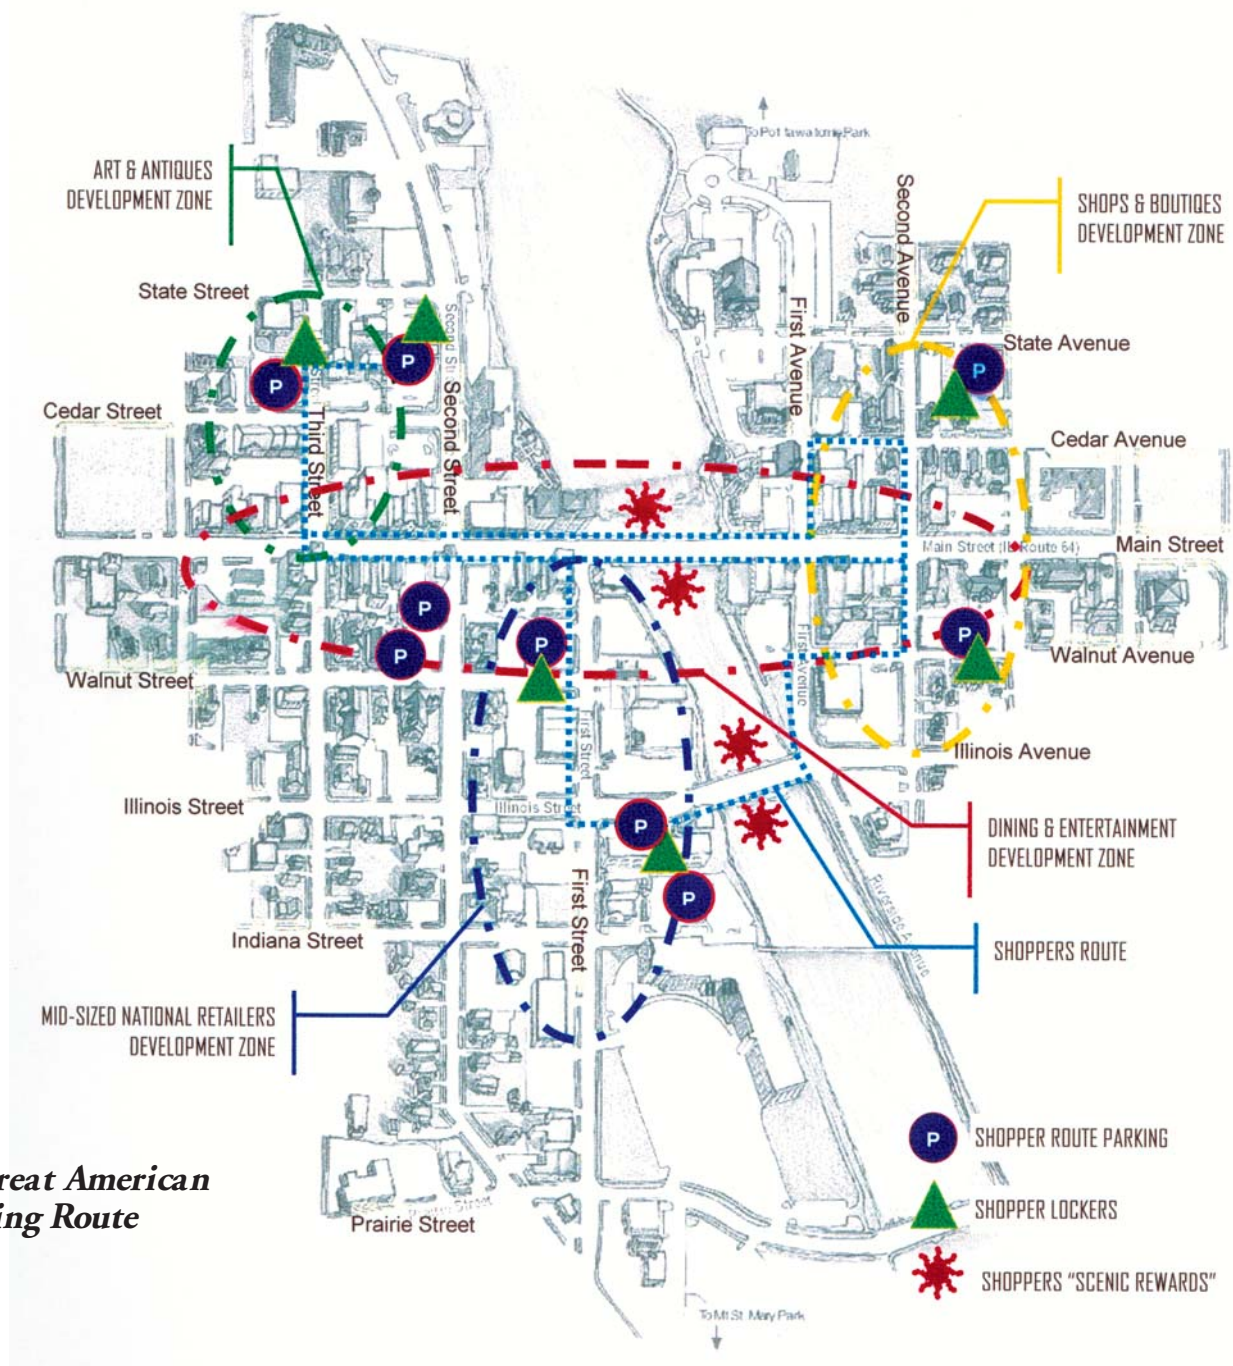 To Pottawatomie Park
ART & ANTIQUES
DEVELOPMENT ZONE
SHOPS & BOUTIQES
DEVELOPMENT ZONE
Second Avenue
State Street
First Avenue
Second St
State Avenue
Cedar Street
Third Street
Second Street
Cedar Avenue
Main Street (IL Route 64)
Main Street
P
P
P
P
P
P
P
P
P
Walnut Street
First Avenue
Walnut Avenue
First Street
Illinois Avenue
Illinois Street
Illinois Street
DINING & ENTERTAINMENT
DEVELOPMENT ZONE
First Street
Riverside Avenue
Indiana Street
SHOPPERS ROUTE
MID-SIZED NATIONAL RETAILERS
DEVELOPMENT ZONE
P
SHOPPER ROUTE PARKING
reat American
ing Route
SHOPPER LOCKERS
Prairie Street
SHOPPERS "SCENIC REWARDS"
To Mt St. Mary Park